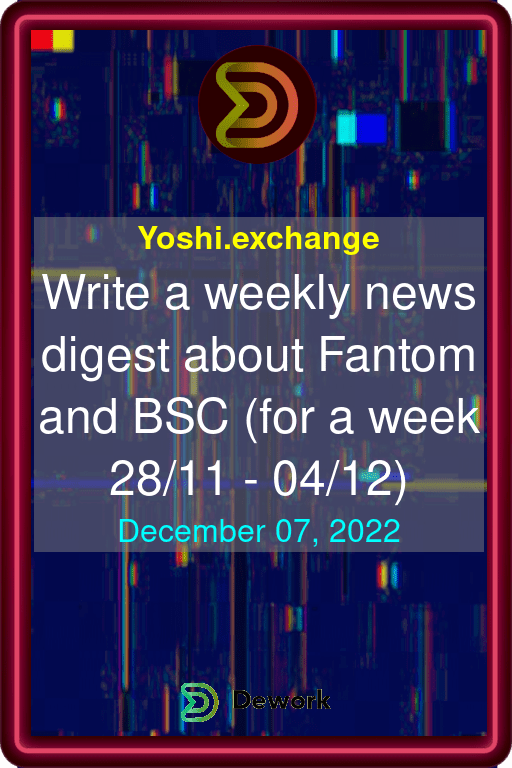 Yoshi.exchange
Write a weekly news
digest about Fantom
and BSC (for a week
28/11 - 04/12)
December 07, 2022
Dework